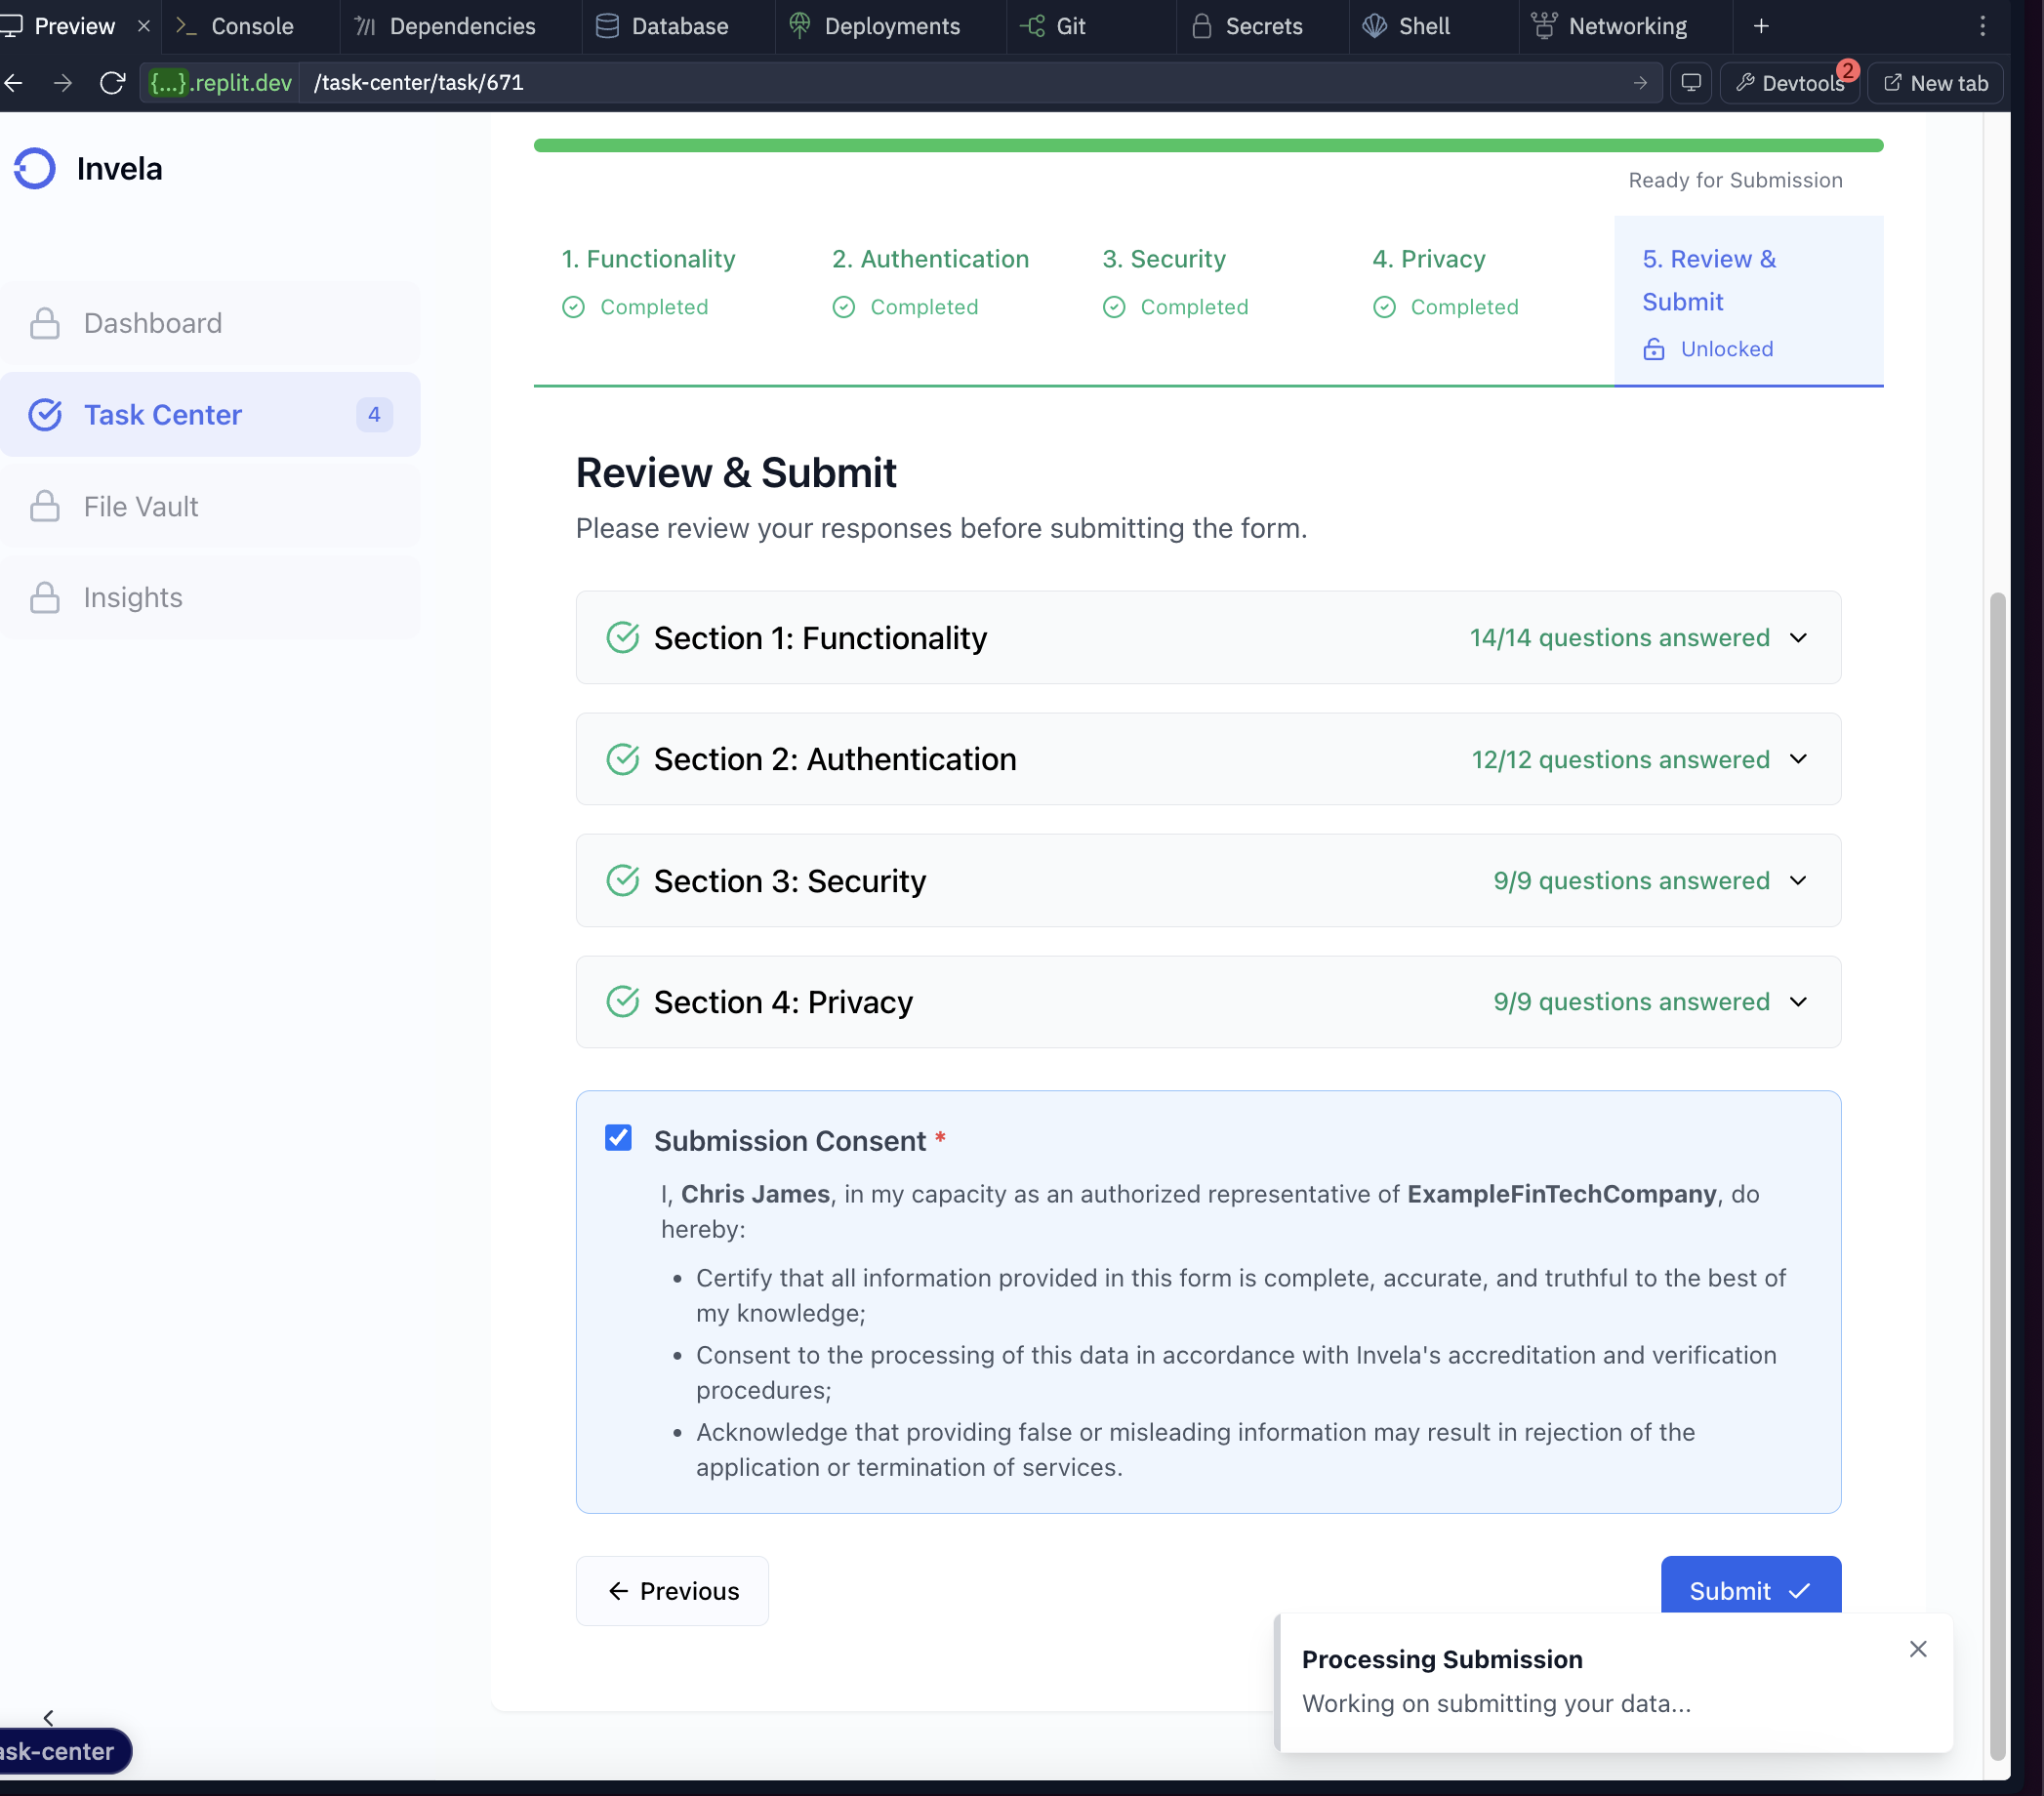 Preview
Console
Dependencies
Database
Deployments
Git
Secrets
Shell
Networking
{...}.replit.dev
/task-center/task/671
Devtools
2
New tab
Invela
Dashboard
Task Center
4
File Vault
Insights
Ready for Submission
1. Functionality
Completed
2. Authentication
Completed
3. Security
Completed
4. Privacy
Completed
5. Review &
Submit
Unlocked
Review & Submit
Please review your responses before submitting the form.
Section 1: Functionality
14/14 questions answered
Section 2: Authentication
12/12 questions answered
Section 3: Security
9/9 questions answered
Section 4: Privacy
9/9 questions answered
Submission Consent *
I, Chris James, in my capacity as an authorized representative of ExampleFinTechCompany, do
hereby:
• Certify that all information provided in this form is complete, accurate, and truthful to the best of
my knowledge;
• Consent to the processing of this data in accordance with Invela's accreditation and verification
procedures;
• Acknowledge that providing false or misleading information may result in rejection of the
application or termination of services.
Previous
Submit
Processing Submission
Working on submitting your data...
ask-center